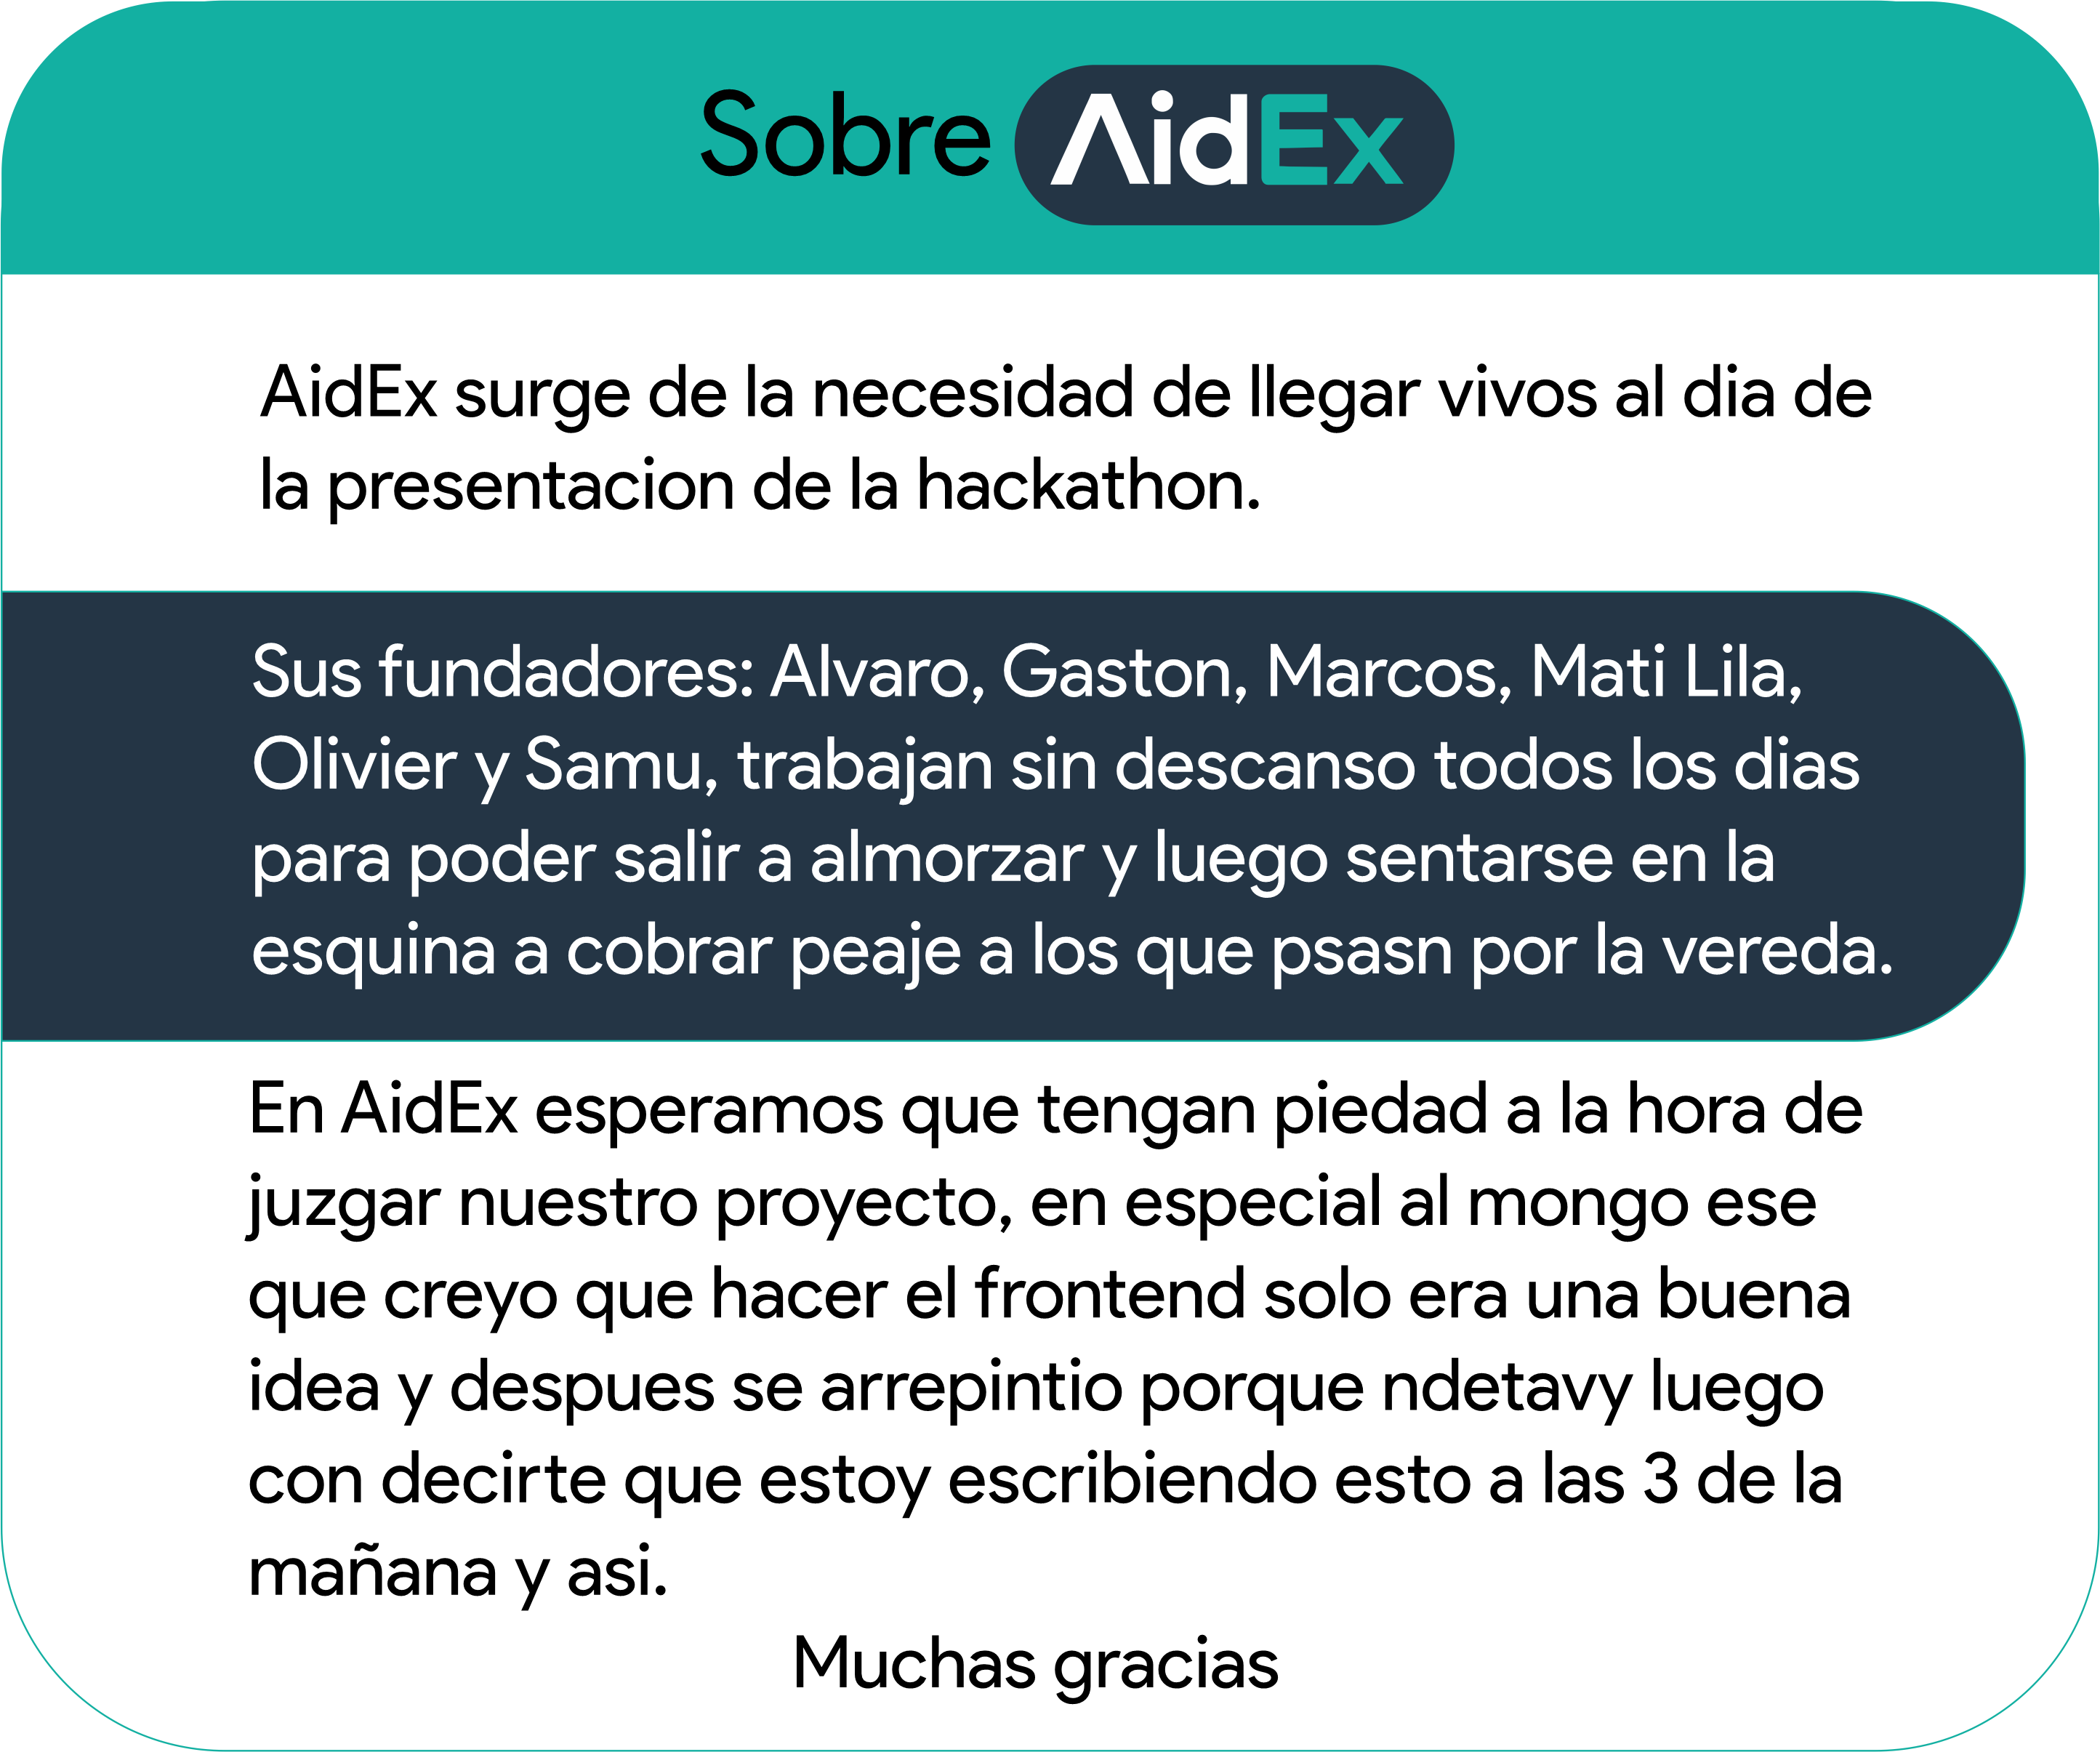 Sobre AidEx
AidEx surge de la necesidad de llegar vivos al dia de
la presentacion de la hackathon.
Sus fundadores: Alvaro, Gaston, Marcos, Mati Lila,
Olivier y Samu, trabajan sin descanso todos los dias
para poder salir a almorzar y luego sentarse en la
esquina a cobrar peaje a los que psasn por la vereda.
En AidEx esperamos que tengan piedad a la hora de
juzgar nuestro proyecto, en especial al mongo ese
que creyo que hacer el frontend solo era una buena
idea y despues se arrepintio porque ndetavy luego
con decirte que estoy escribiendo esto a las 3 de la
mañana y asi.
Muchas gracias